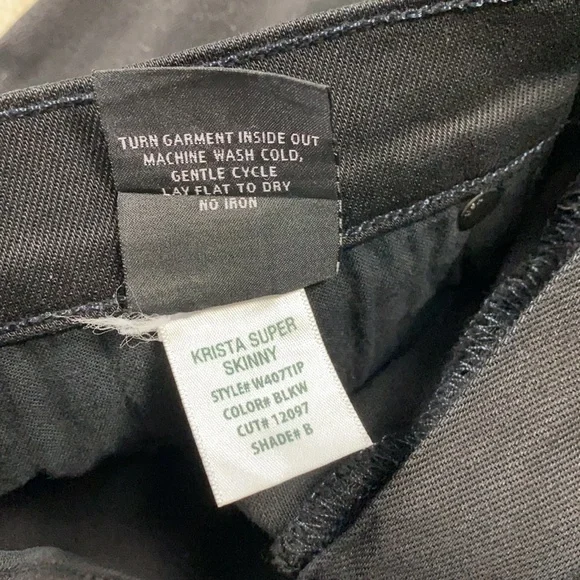 TURN GARMENT INSIDE OUT
MACHINE WASH COLD,
GENTLE CYCLE
LAY FLAT TO DRY
NO IRON
KRISTA SUPER
SKINNY
STYLE# W407TIP
COLOR# BLKW
CUT# 12097
SHADE# B